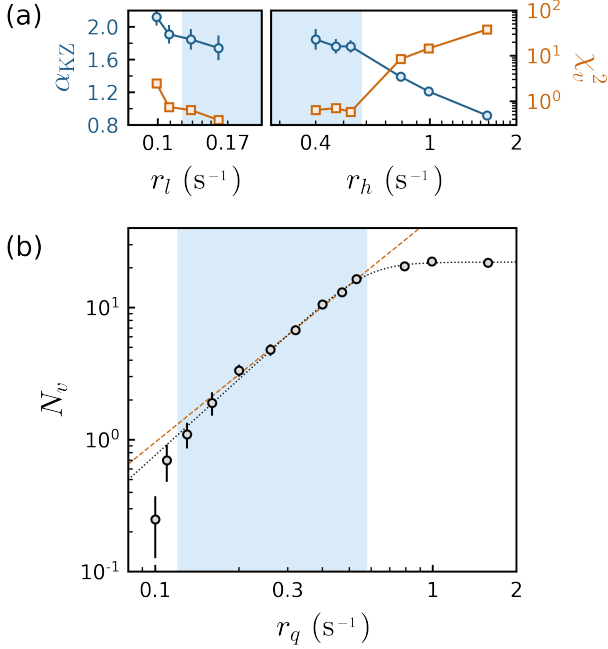 (a)
2.0
1.6
1.2
0.8
α_KZ
0.1
0.17
r_l (s⁻¹)
0.4
1
2
r_h (s⁻¹)
10²
10¹
10⁰
χ_v²
(b)
10¹
10⁰
10⁻¹
N_v
0.1
0.3
1
2
r_q (s⁻¹)